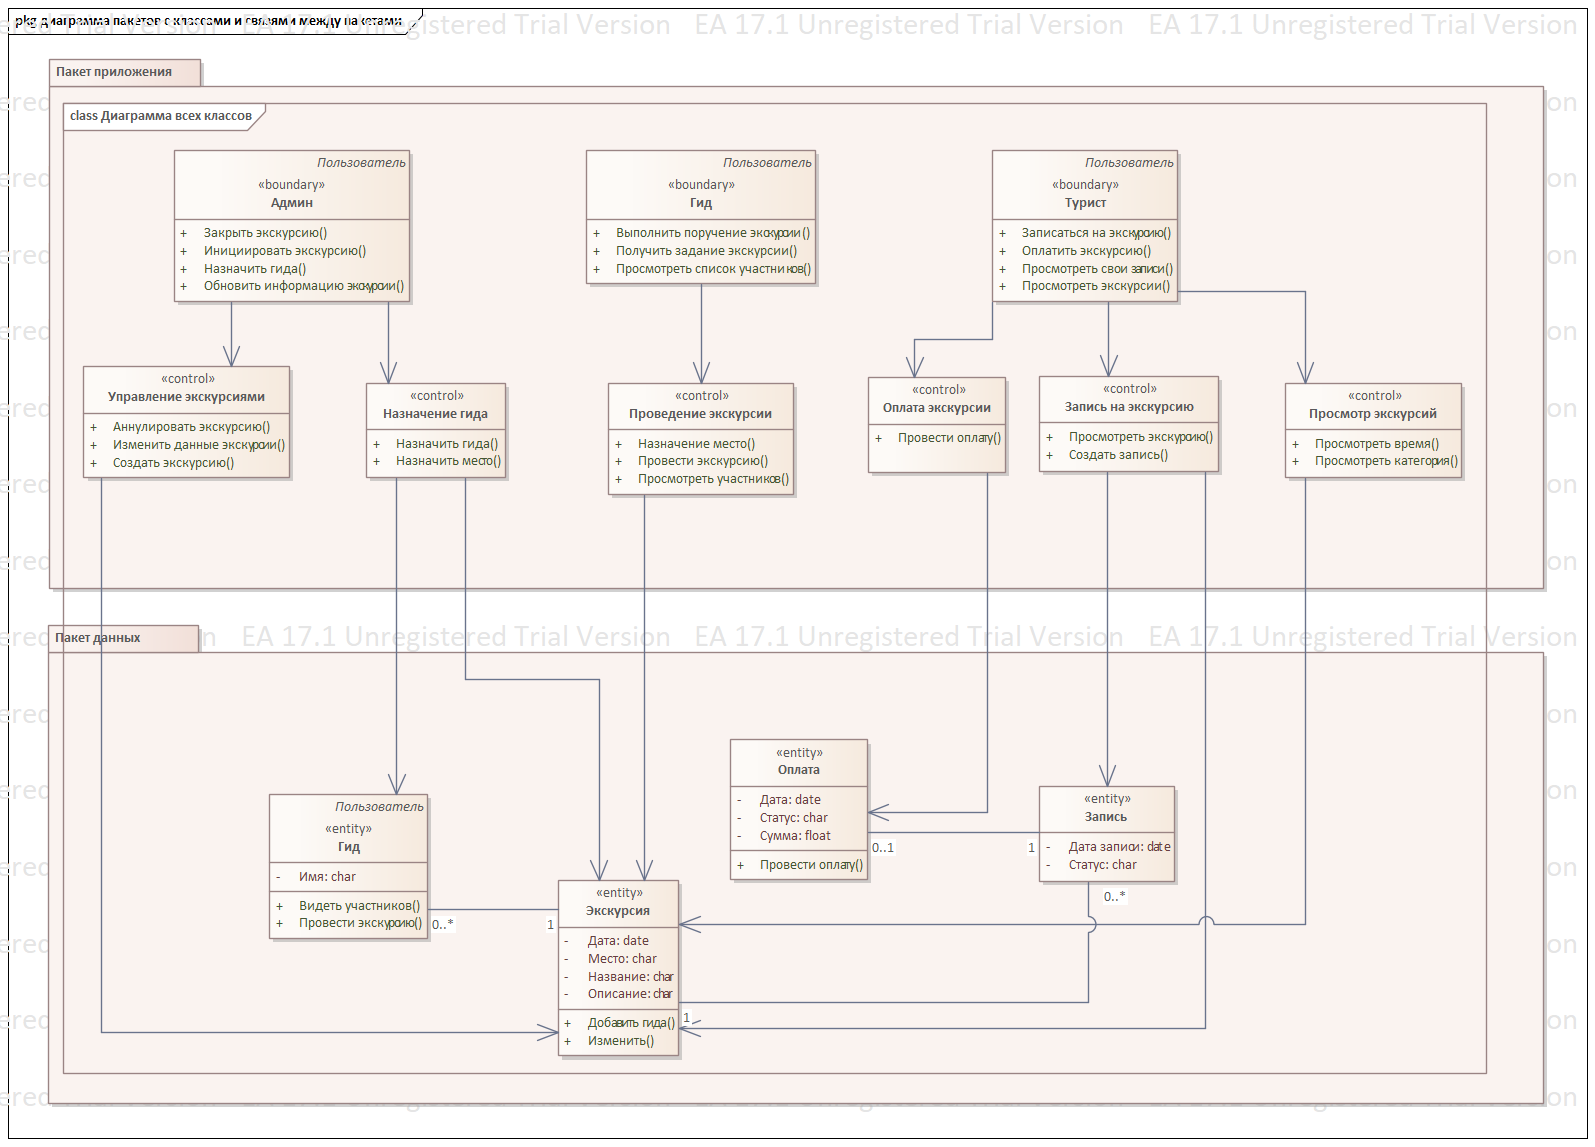 pkg диаграмма пакетов с классами и связями между пакетами
EA 17.1 Unregistered Trial Version
EA 17.1 Unregistered Trial Version
Пакет приложения
class Диаграмма всех классов
Пользователь
«boundary»
Админ
+ Закрыть экскурсию()
+ Инициировать экскурсию()
+ Назначить гида()
+ Обновить информацию экскурсии()
Пользователь
«boundary»
Гид
+ Выполнить поручение экскурсии()
+ Получить задание экскурсии()
+ Просмотреть список участников()
Пользователь
«boundary»
Турист
+ Записаться на экскурсию()
+ Оплатить экскурсию()
+ Просмотреть свои записи()
+ Просмотреть экскурсии()
«control»
Управление экскурсиями
+ Аннулировать экскурсию()
+ Изменить данные экскурсии()
+ Создать экскурсию()
«control»
Назначение гида
+ Назначить гида()
+ Назначить место()
«control»
Проведение экскурсии
+ Назначение место()
+ Провести экскурсию()
+ Просмотреть участников()
«control»
Оплата экскурсии
+ Провести оплату()
«control»
Запись на экскурсию
+ Просмотреть экскурсию()
+ Создать запись()
«control»
Просмотр экскурсий
+ Просмотреть время()
+ Просмотреть категория()
Пакет данных
EA 17.1 Unregistered Trial Version
EA 17.1 Unregistered Trial Version
EA 17.1 Unregistered Trial Version
Пользователь
«entity»
Гид
- Имя: char
+ Видеть участников()
+ Провести экскурсию()
0..*
1
«entity»
Оплата
- Дата: date
- Статус: char
- Сумма: float
+ Провести оплату()
0..1
1
«entity»
Запись
- Дата записи: date
- Статус: char
0..*
«entity»
Экскурсия
- Дата: date
- Место: char
- Название: char
- Описание: char
+ Добавить гида()
+ Изменить()
1